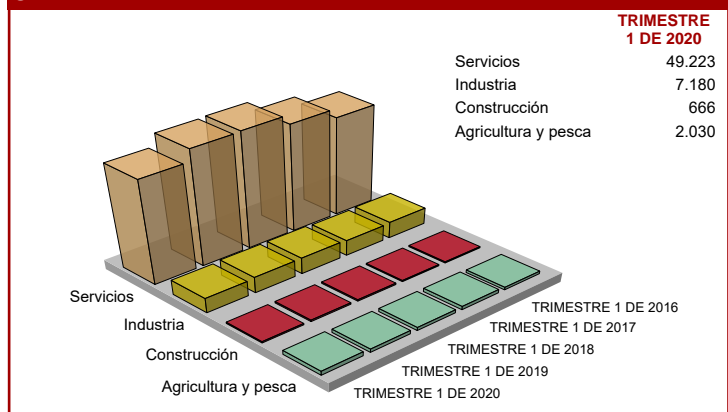 TRIMESTRE
1 DE 2020
Servicios 49.223
Industria 7.180
Construcción 666
Agricultura y pesca 2.030
Servicios
Industria
Construcción
Agricultura y pesca
TRIMESTRE 1 DE 2016
TRIMESTRE 1 DE 2017
TRIMESTRE 1 DE 2018
TRIMESTRE 1 DE 2019
TRIMESTRE 1 DE 2020